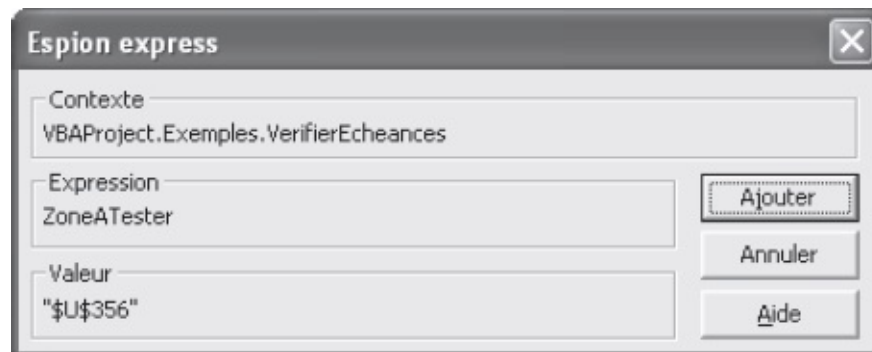 Espion express
Contexte
VBAProject.Exemples.VerifierEcheances
Expression
ZoneATester
Ajouter
Annuler
Valeur
"$U$356"
Aide